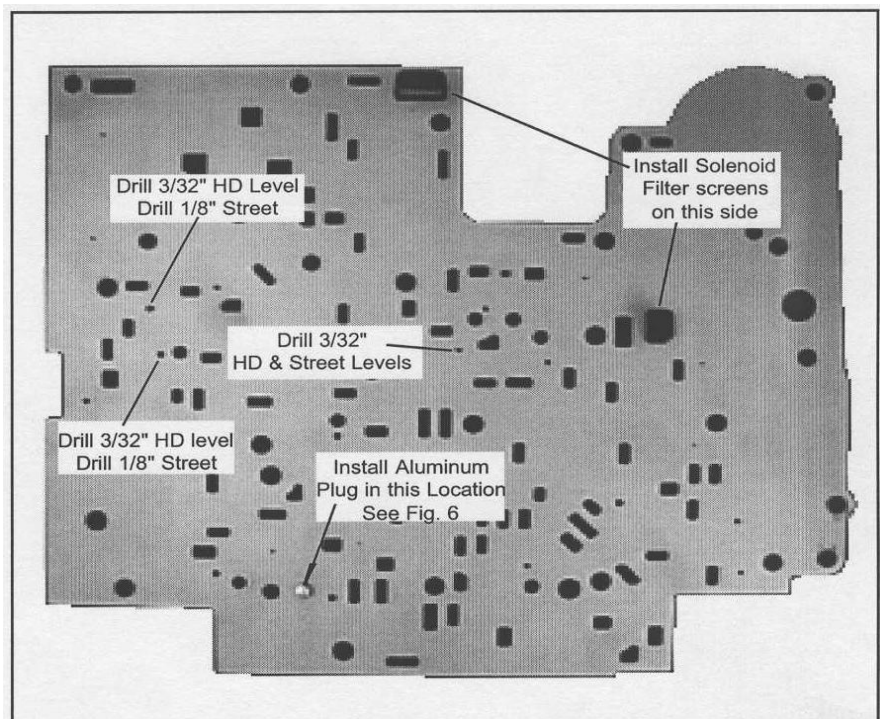 Install Solenoid
Filter screens
on this side
Drill 3/32" HD Level
Drill 1/8" Street
Drill 3/32"
HD & Street Levels
Drill 3/32" HD level
Drill 1/8" Street
Install Aluminum
Plug in this Location
See Fig. 6